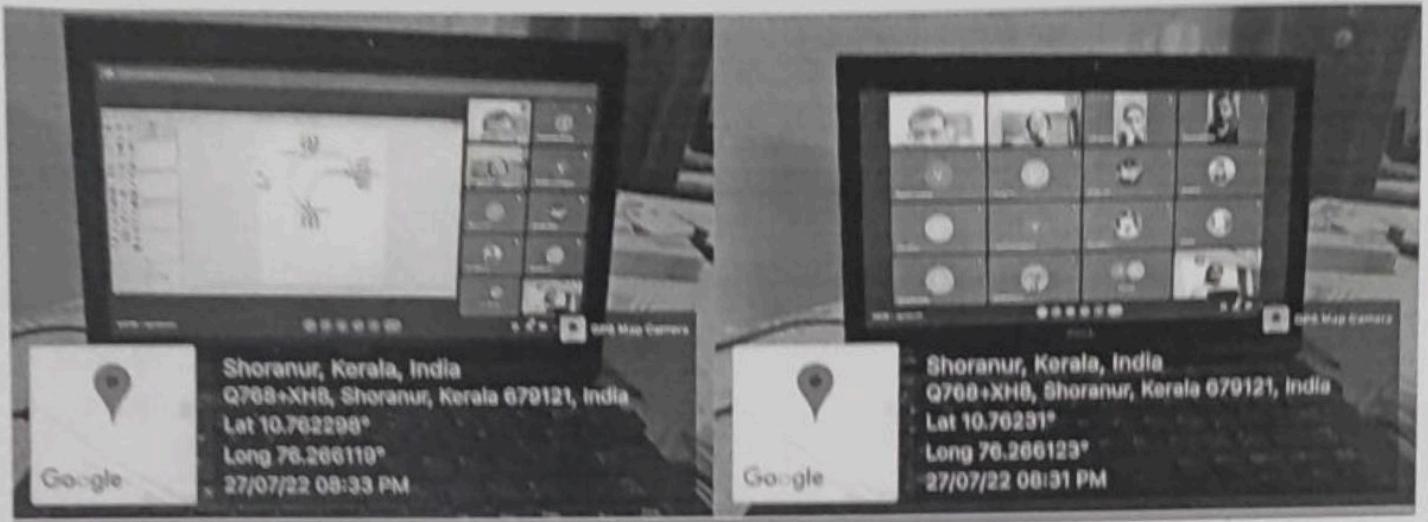 GPS Map Camera
Shoranur, Kerala, India
Q768+XH8, Shoranur, Kerala 679121, India
Lat 10.762298°
Long 76.266119°
27/07/22 08:33 PM
Google
GPS Map Camera
Shoranur, Kerala, India
Q768+XH8, Shoranur, Kerala 679121, India
Lat 10.76231°
Long 76.266123°
27/07/22 08:31 PM
Google